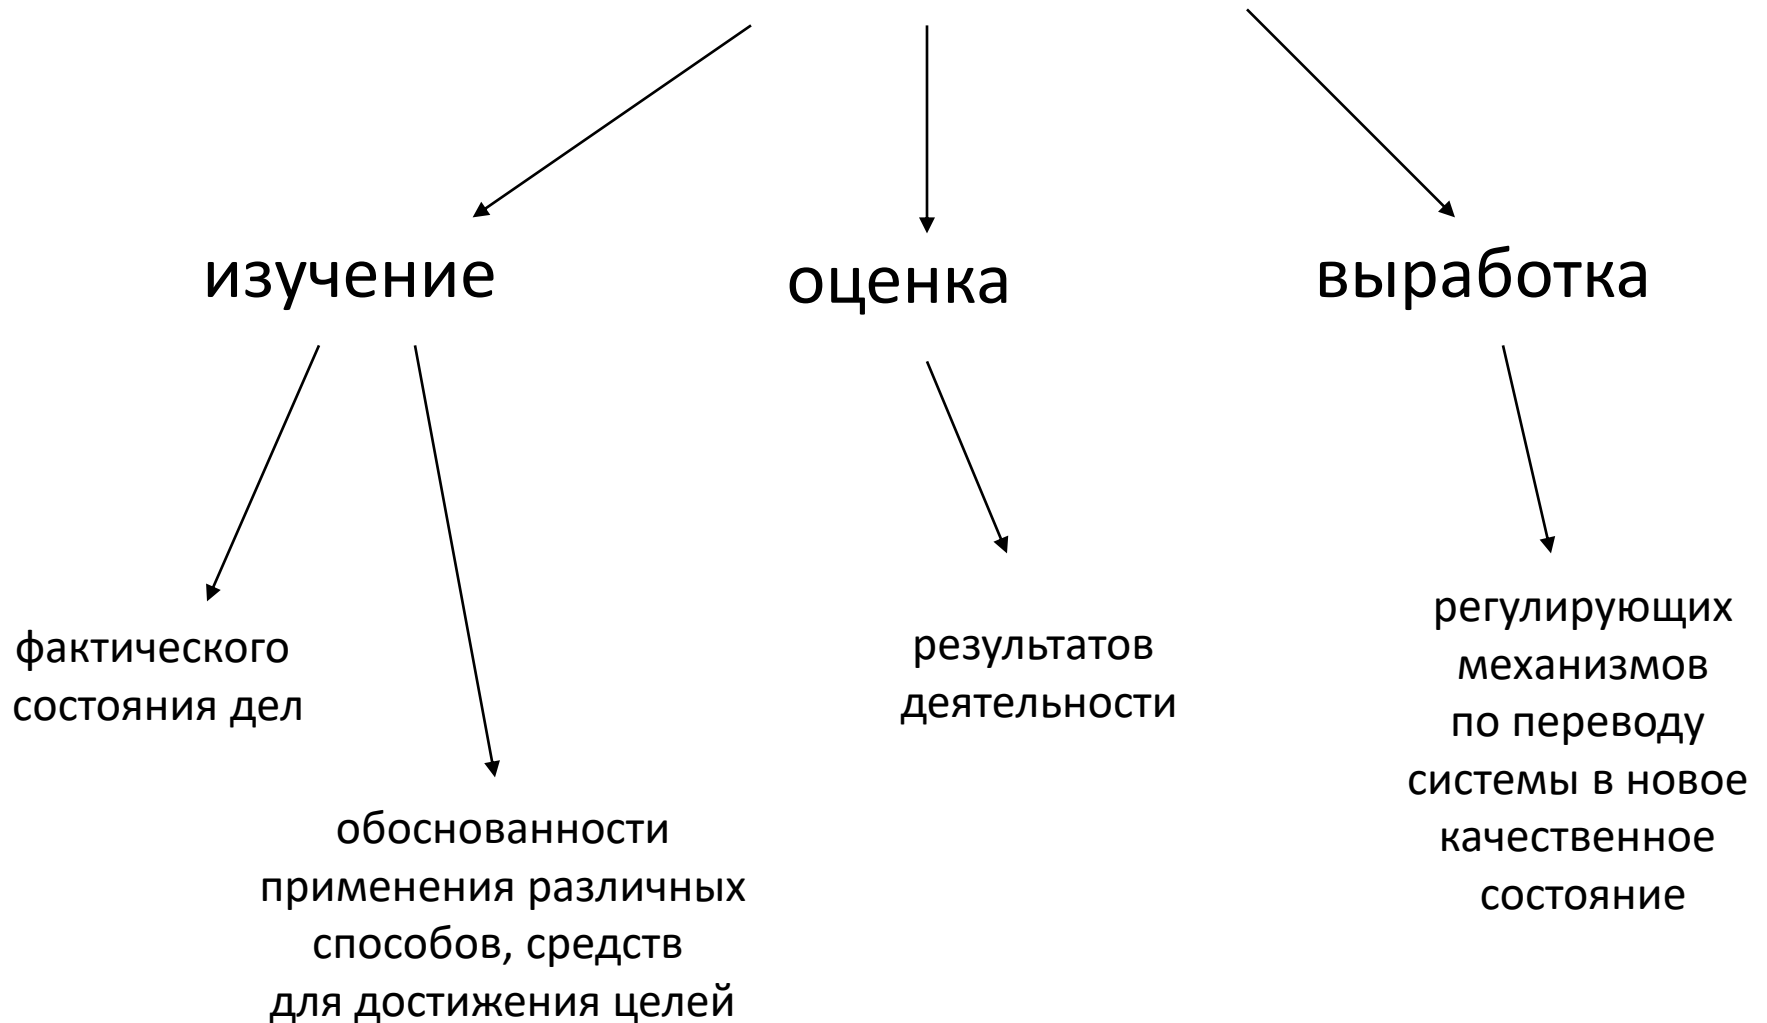 изучение
оценка
выработка
фактического
состояния дел
обоснованности
применения различных
способов, средств
для достижения целей
результатов
деятельности
регулирующих
механизмов
по переводу
системы в новое
качественное
состояние